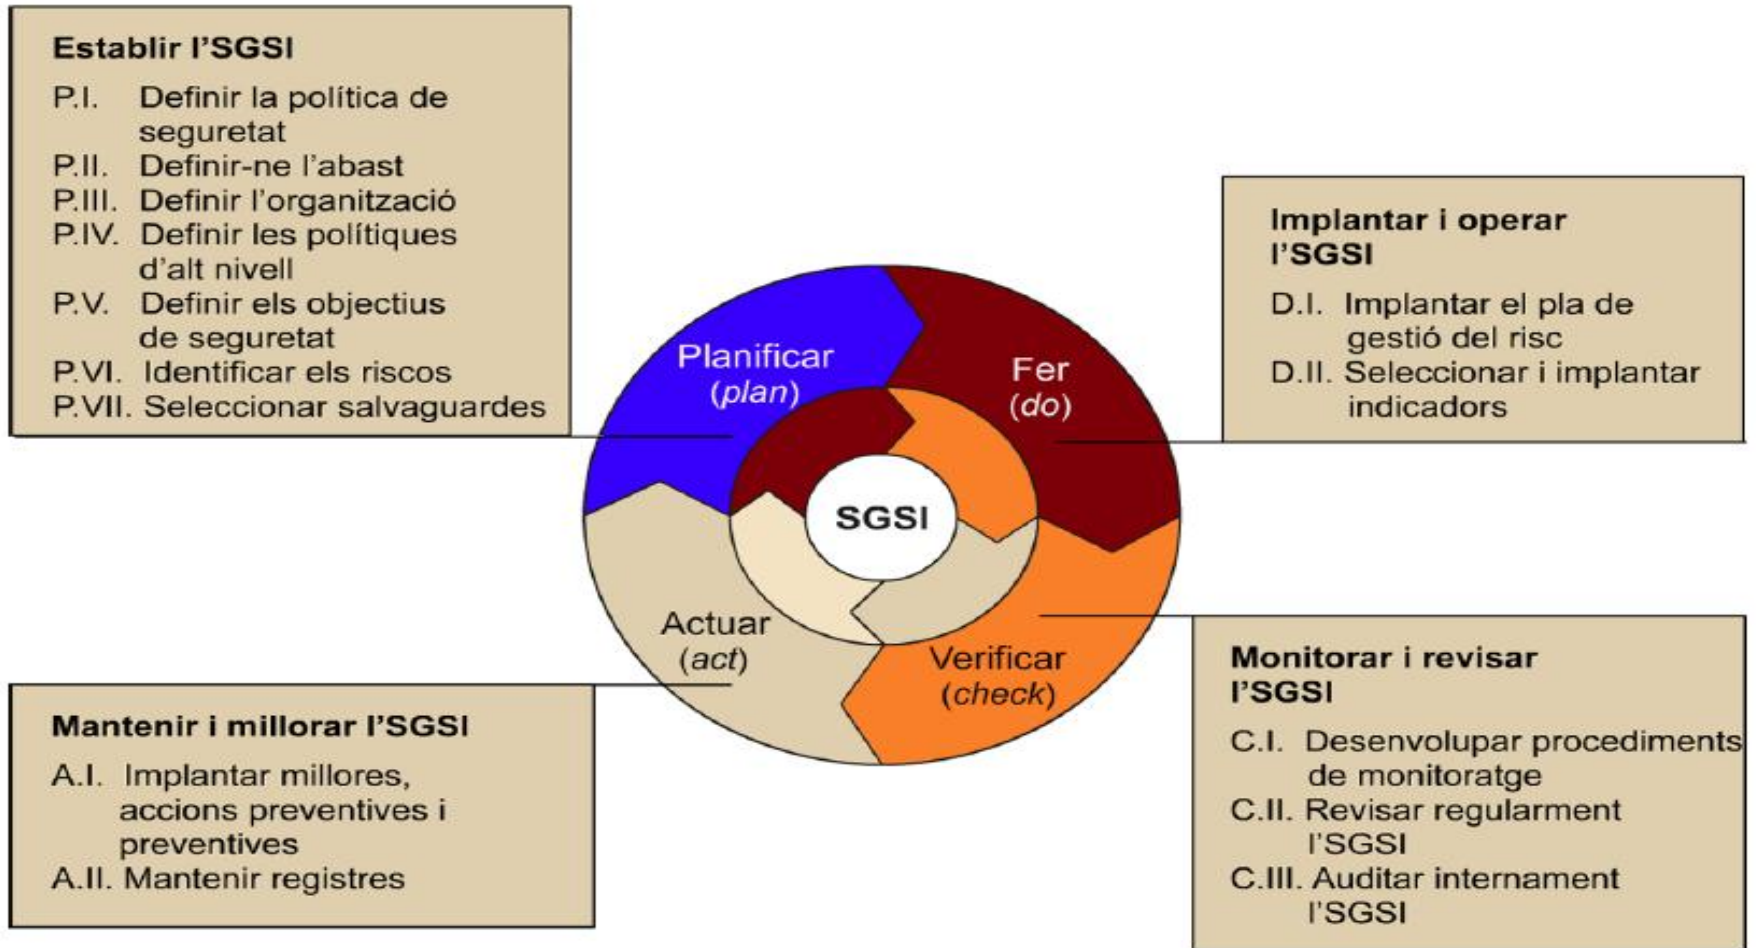 Establir l'SGSI
P.I. Definir la política de
seguretat
P.II. Definir-ne l'abast
P.III. Definir l'organització
P.IV. Definir les polítiques
d'alt nivell
P.V. Definir els objectius
de seguretat
P.VI. Identificar els riscos
P.VII. Seleccionar salvaguardes
Implantar i operar
l'SGSI
D.I. Implantar el pla de
gestió del risc
D.II. Seleccionar i implantar
indicadors
Planificar
(plan)
Fer
(do)
SGSI
Actuar
(act)
Verificar
(check)
Mantenir i millorar l'SGSI
A.I. Implantar millores,
accions preventives i
preventives
A.II. Mantenir registres
Monitorar i revisar
l'SGSI
C.I. Desenvolupar procediments
de monitoratge
C.II. Revisar regularment
l'SGSI
C.III. Auditar internament
l'SGSI